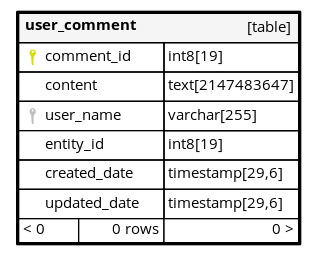 user_comment [table]
comment_id int8[19]
content text[2147483647]
user_name varchar[255]
entity_id int8[19]
created_date timestamp[29,6]
updated_date timestamp[29,6]
< 0 0 rows 0 >